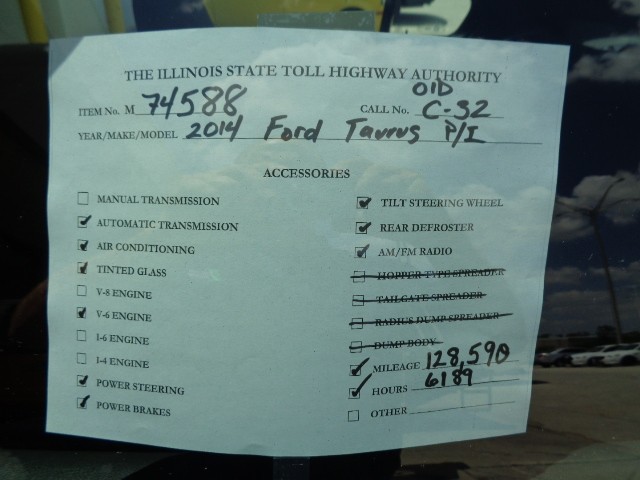 THE ILLINOIS STATE TOLL HIGHWAY AUTHORITY
OID
ITEM No. M 74588 CALL No. C-32
YEAR/MAKE/MODEL 2014 Ford Taurus P/I
ACCESSORIES
MANUAL TRANSMISSION
AUTOMATIC TRANSMISSION
AIR CONDITIONING
TINTED GLASS
V-8 ENGINE
V-6 ENGINE
I-6 ENGINE
I-4 ENGINE
POWER STEERING
POWER BRAKES
TILT STEERING WHEEL
REAR DEFROSTER
AM/FM RADIO
HOPPER TYPE SPREADER
TAILGATE SPREADER
RADIUS DUMP SPREADER
DUMP BODY
MILEAGE 128,590
HOURS 6189
OTHER